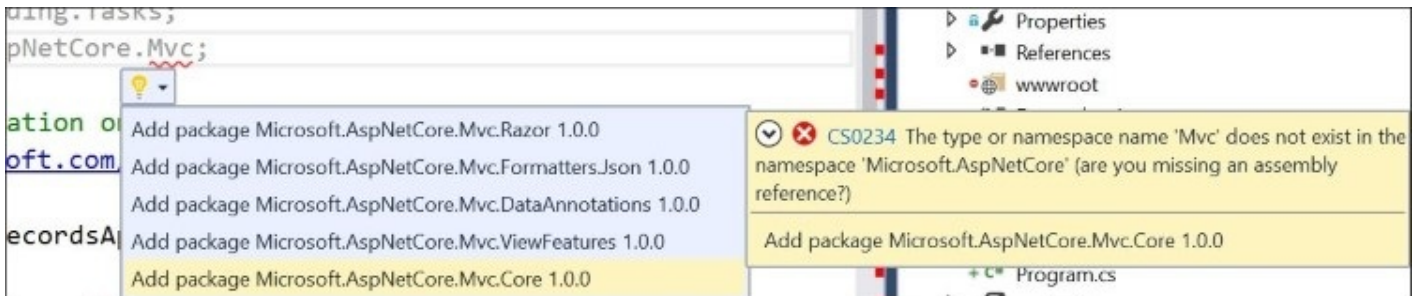 ding.Tasks;
pNetCore.Mvc;
ation o
oft.com
ecordsA
Add package Microsoft.AspNetCore.Mvc.Razor 1.0.0
Add package Microsoft.AspNetCore.Mvc.Formatters.Json 1.0.0
Add package Microsoft.AspNetCore.Mvc.DataAnnotations 1.0.0
Add package Microsoft.AspNetCore.Mvc.ViewFeatures 1.0.0
Add package Microsoft.AspNetCore.Mvc.Core 1.0.0
CS0234 The type or namespace name 'Mvc' does not exist in the
namespace 'Microsoft.AspNetCore' (are you missing an assembly
reference?)
Add package Microsoft.AspNetCore.Mvc.Core 1.0.0
Properties
References
wwwroot
Program.cs